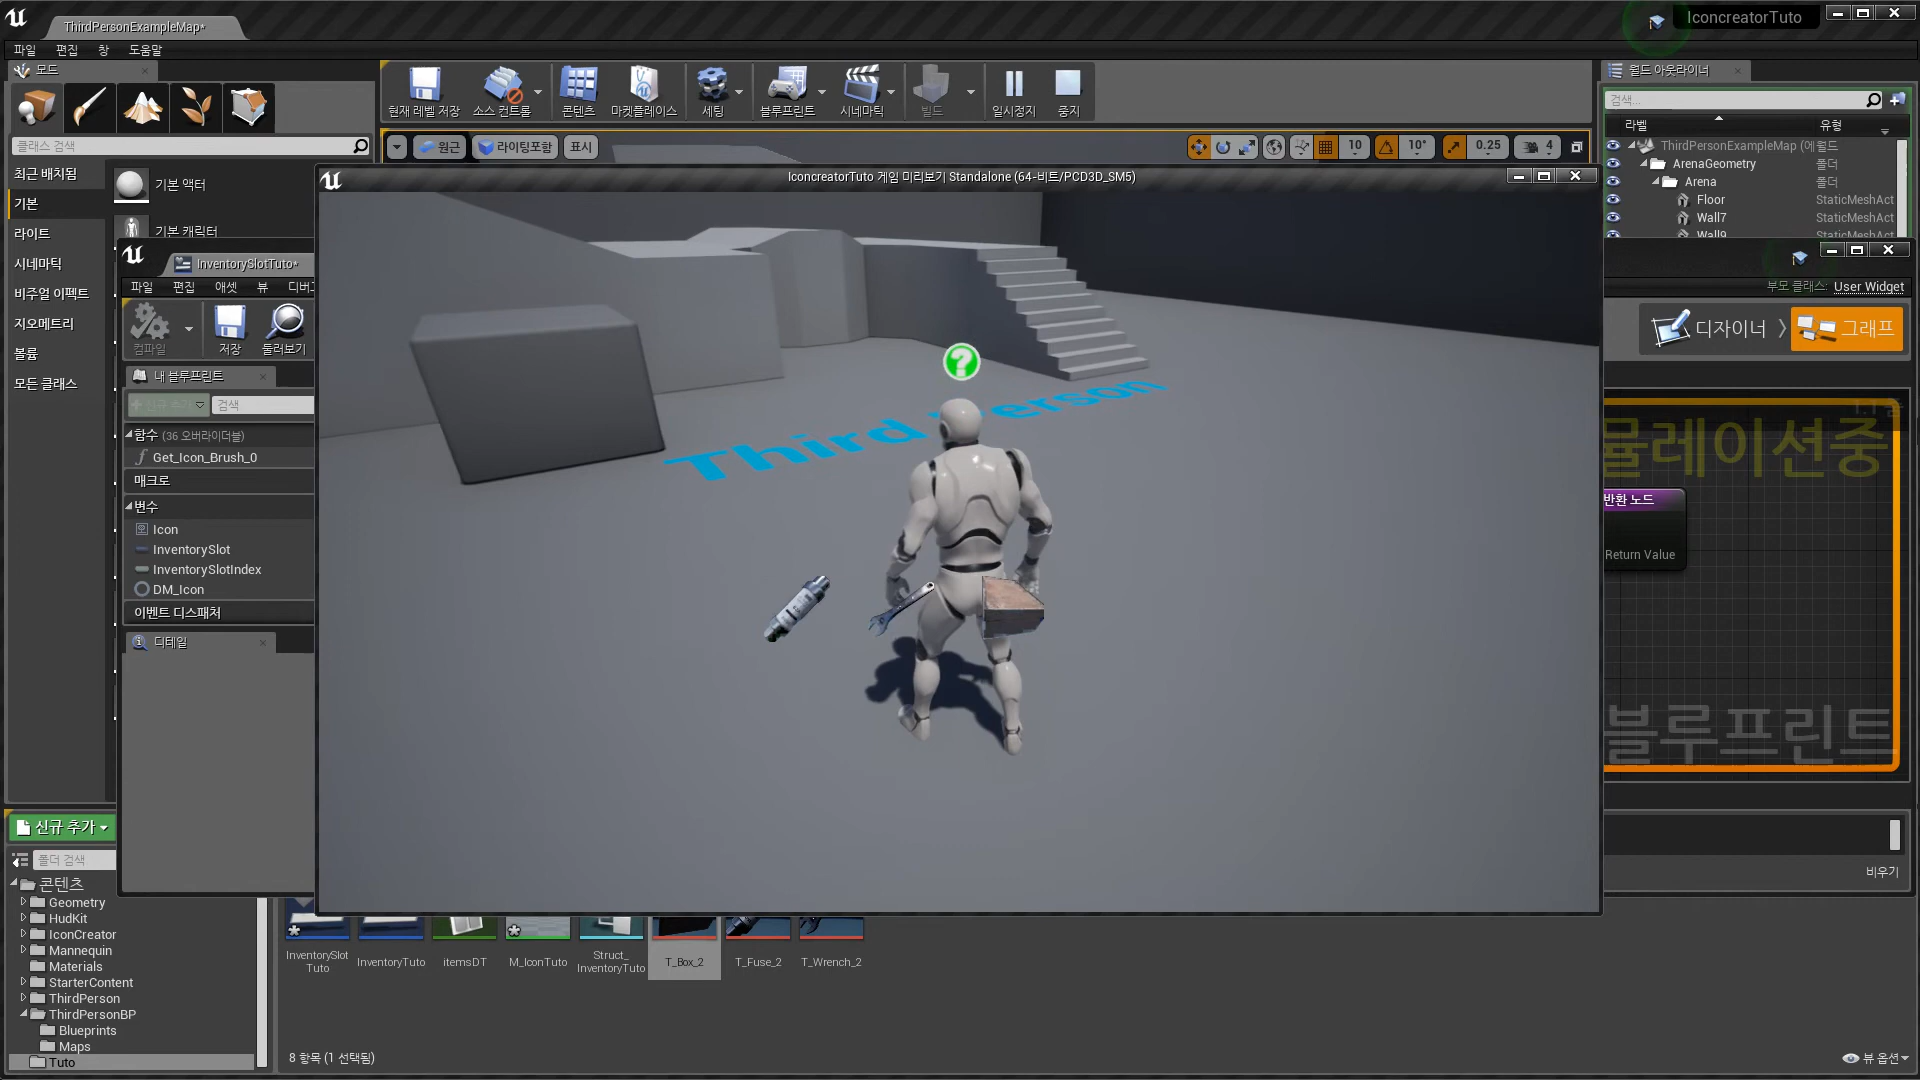 ThirdPersonExampleMap*
IconcreatorTuto
파일 편집 창 도움말
모드
현재 레벨 저장 소스 컨트롤 콘텐츠 마켓플레이스 세팅 블루프린트 시네마틱 빌드 일시정지 중지
월드 아웃라이너
검색...
라벨 유형
클래스 검색
원근 라이팅포함 표시 10 10° 0.25 4
최근 배치됨
기본
라이트
시네마틱
비주얼 이펙트
지오메트리
볼륨
모든 클래스
기본 액터
기본 캐릭터
ThirdPersonExampleMap (에 월드
ArenaGeometry 폴더
Arena 폴더
Floor StaticMeshAct
Wall7 StaticMeshAct
Wall9 StaticMeshAct
IconcreatorTuto 게임 미리보기 Standalone (64-비트/PCD3D_SM5)
InventorySlotTuto*
파일 편집 애셋 뷰 디버
컴파일 저장 둘러보기
부모 클래스: User Widget
디자이너 그래프
내 블루프린트
신규 추가 검색
함수 (36 오버라이더블)
Get_Icon_Brush_0
매크로
변수
Icon
InventorySlot
InventorySlotIndex
DM_Icon
이벤트 디스패처
디테일
Third Person
?
뮬레이션중
반환 노드
Return Value
블루프린트
비우기
신규 추가
폴더 검색
콘텐츠
Geometry
HudKit
IconCreator
Mannequin
Materials
StarterContent
ThirdPerson
ThirdPersonBP
Blueprints
Maps
Tuto
InventorySlot
Tuto
InventoryTuto
itemsDT
M_IconTuto
Struct_
InventoryTuto
T_Box_2
T_Fuse_2
T_Wrench_2
8 항목 (1 선택됨)
뷰 옵션